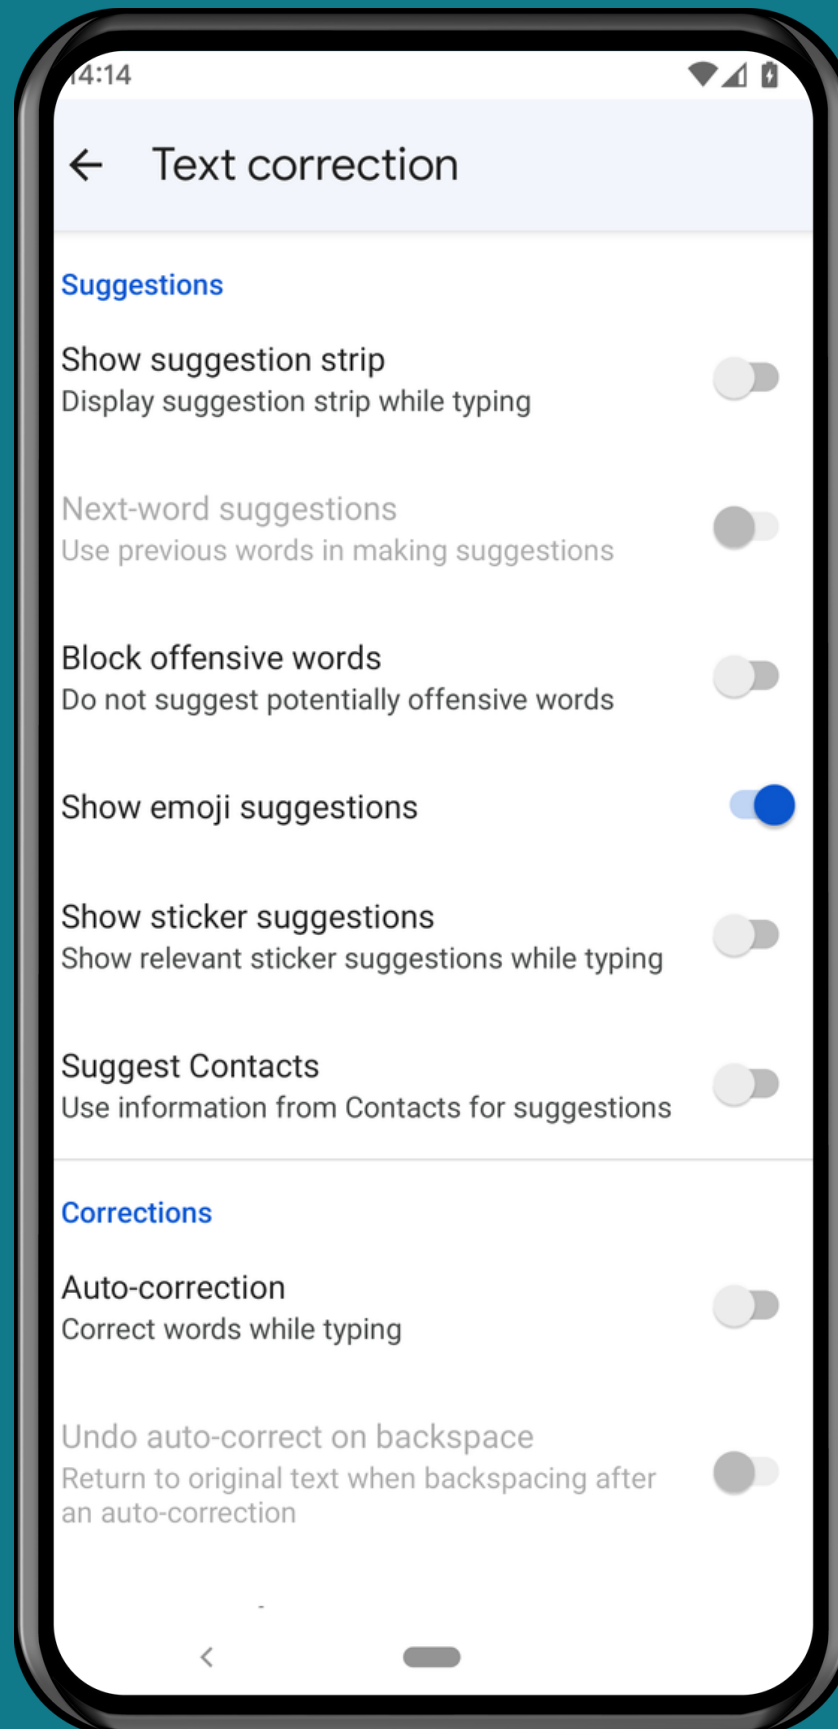 14:14
Text correction
Suggestions
Show suggestion strip
Display suggestion strip while typing
Next-word suggestions
Use previous words in making suggestions
Block offensive words
Do not suggest potentially offensive words
Show emoji suggestions
Show sticker suggestions
Show relevant sticker suggestions while typing
Suggest Contacts
Use information from Contacts for suggestions
Corrections
Auto-correction
Correct words while typing
Undo auto-correct on backspace
Return to original text when backspacing after
an auto-correction